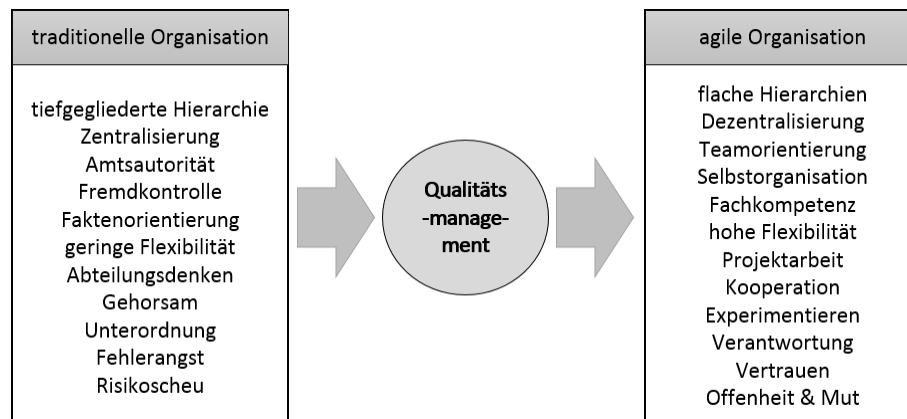 traditionelle Organisation
tiefgegliederte Hierarchie
Zentralisierung
Amtsautorität
Fremdkontrolle
Faktenorientierung
geringe Flexibilität
Abteilungsdenken
Gehorsam
Unterordnung
Fehlerangst
Risikoscheu
Qualitäts
-manage-
ment
agile Organisation
flache Hierarchien
Dezentralisierung
Teamorientierung
Selbstorganisation
Fachkompetenz
hohe Flexibilität
Projektarbeit
Kooperation
Experimentieren
Verantwortung
Vertrauen
Offenheit & Mut